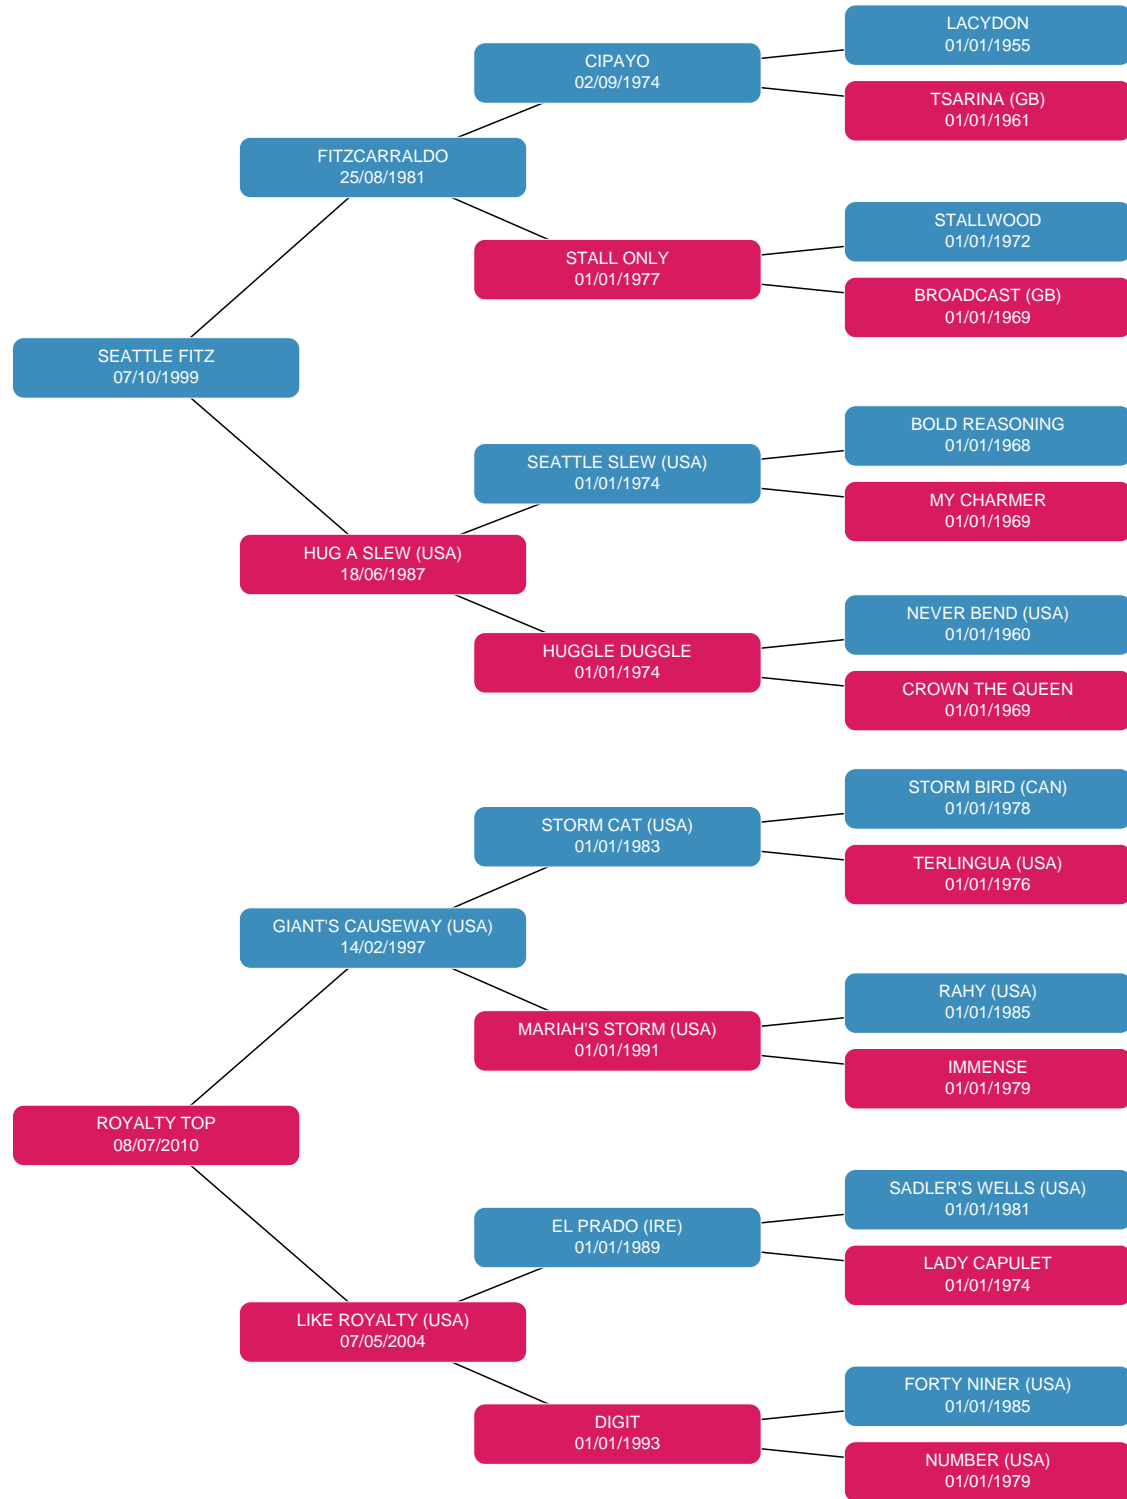 LACYDON
01/01/1955
CIPAYO
02/09/1974
TSARINA (GB)
01/01/1961
FITZCARRALDO
25/08/1981
STALLWOOD
01/01/1972
STALL ONLY
01/01/1977
BROADCAST (GB)
01/01/1969
SEATTLE FITZ
07/10/1999
BOLD REASONING
01/01/1968
SEATTLE SLEW (USA)
01/01/1974
MY CHARMER
01/01/1969
HUG A SLEW (USA)
18/06/1987
NEVER BEND (USA)
01/01/1960
HUGGLE DUGGLE
01/01/1974
CROWN THE QUEEN
01/01/1969
STORM BIRD (CAN)
01/01/1978
STORM CAT (USA)
01/01/1983
TERLINGUA (USA)
01/01/1976
GIANT'S CAUSEWAY (USA)
14/02/1997
RAHY (USA)
01/01/1985
MARIAH'S STORM (USA)
01/01/1991
IMMENSE
01/01/1979
ROYALTY TOP
08/07/2010
SADLER'S WELLS (USA)
01/01/1981
EL PRADO (IRE)
01/01/1989
LADY CAPULET
01/01/1974
LIKE ROYALTY (USA)
07/05/2004
FORTY NINER (USA)
01/01/1985
DIGIT
01/01/1993
NUMBER (USA)
01/01/1979